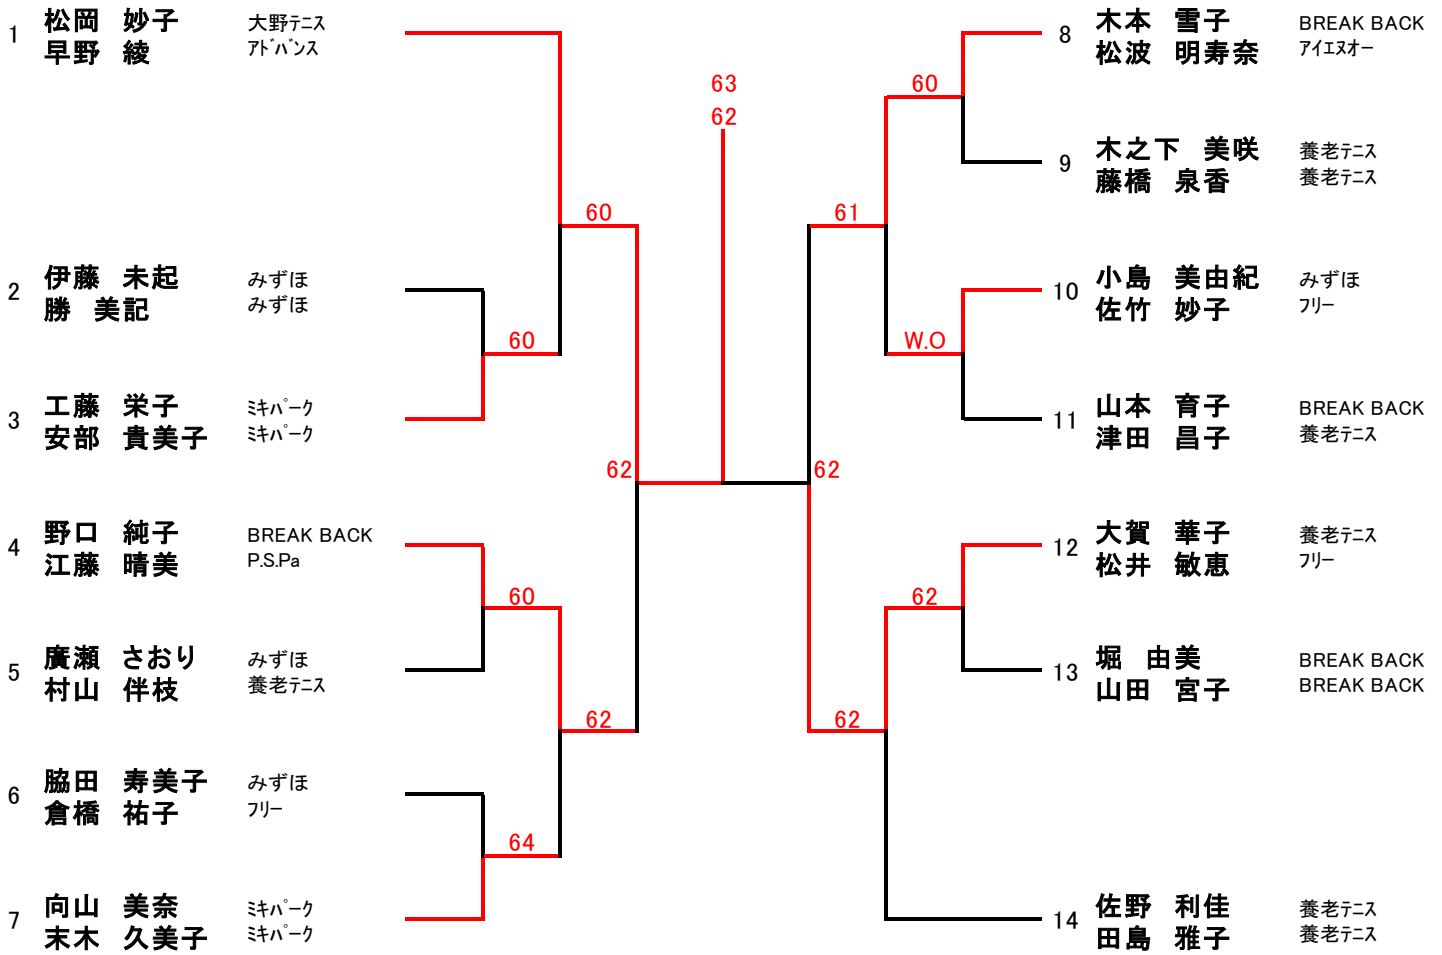 1 松岡 妙子 大野ﾃﾆｽ
早野 綾 ｱﾄﾞﾊﾞﾝｽ
2 伊藤 未起 みずほ
勝 美記 みずほ
3 工藤 栄子 ﾐｷﾊﾟｰｸ
安部 貴美子 ﾐｷﾊﾟｰｸ
4 野口 純子 BREAK BACK
江藤 晴美 P.S.Pa
5 廣瀬 さおり みずほ
村山 伴枝 養老ﾃﾆｽ
6 脇田 寿美子 みずほ
倉橋 祐子 ﾌﾘｰ
7 向山 美奈 ﾐｷﾊﾟｰｸ
末木 久美子 ﾐｷﾊﾟｰｸ
60
60
60
64
62
62
63
62
62
61
62
60
W.O
62
8 木本 雪子 BREAK BACK
松波 明寿奈 ｱｲｴﾇｵｰ
9 木之下 美咲 養老ﾃﾆｽ
藤橋 泉香 養老ﾃﾆｽ
10 小島 美由紀 みずほ
佐竹 妙子 ﾌﾘｰ
11 山本 育子 BREAK BACK
津田 昌子 養老ﾃﾆｽ
12 大賀 華子 養老ﾃﾆｽ
松井 敏恵 ﾌﾘｰ
13 堀 由美 BREAK BACK
山田 宮子 BREAK BACK
14 佐野 利佳 養老ﾃﾆｽ
田島 雅子 養老ﾃﾆｽ